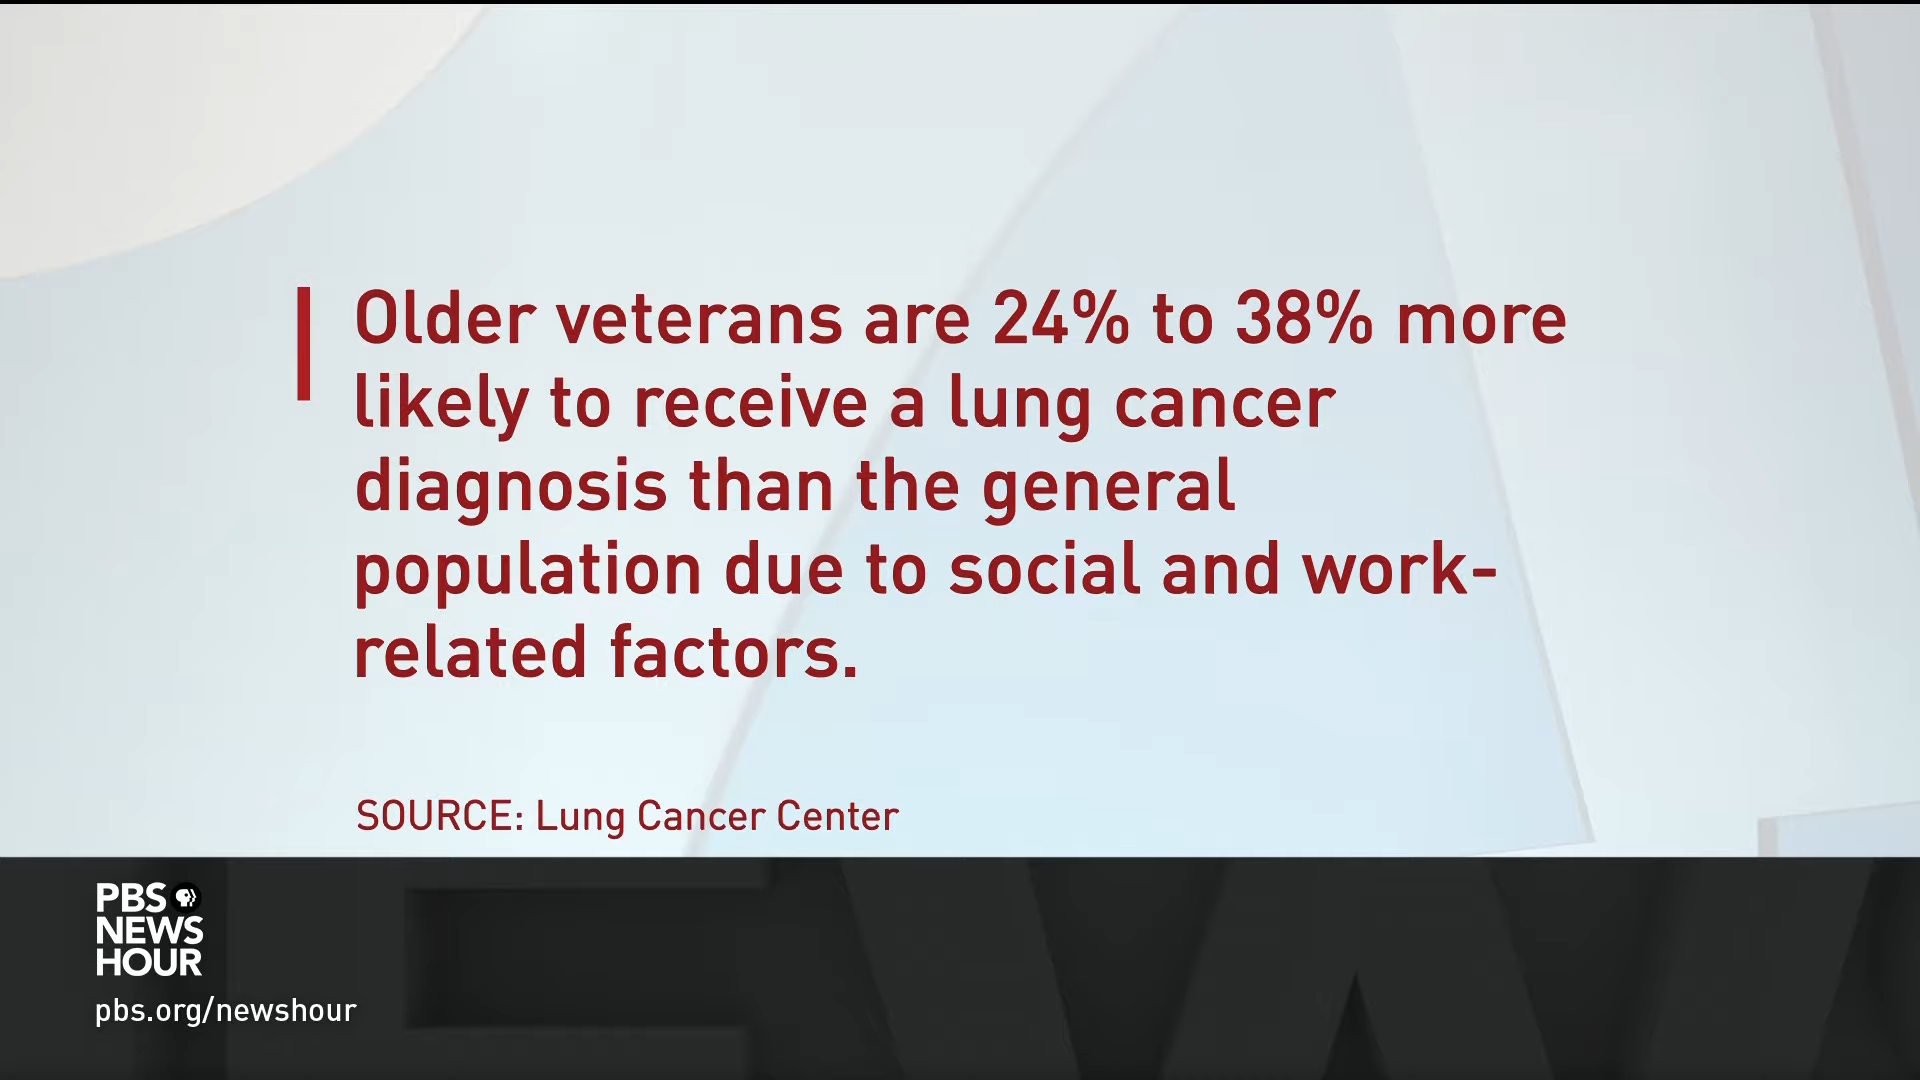 Older veterans are 24% to 38% more
likely to receive a lung cancer
diagnosis than the general
population due to social and work-
related factors.
SOURCE: Lung Cancer Center
PBS
NEWS
HOUR
pbs.org/newshour